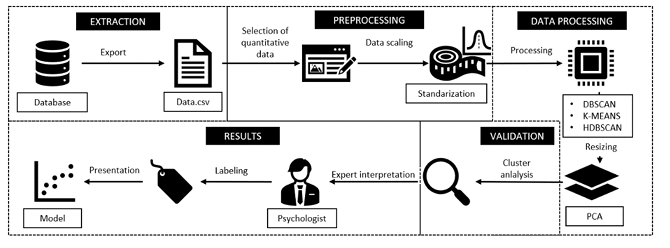 EXTRACTION
PREPROCESSING
DATA PROCESSING
Export
Selection of
quantitative
data
Data scaling
Processing
Database
Data.csv
Standarization
• DBSCAN
• K-MEANS
• HDBSCAN
Resizing
RESULTS
VALIDATION
Presentation
Labeling
Expert interpretation
Cluster
anlalysis
Model
Psychologist
PCA